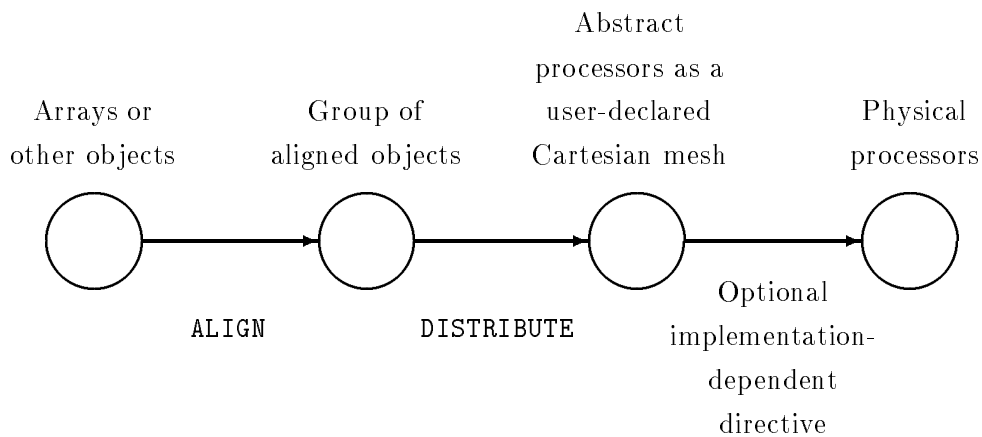 Arrays or
other objects
Group of
aligned objects
Abstract
processors as a
user-declared
Cartesian mesh
Physical
processors
ALIGN
DISTRIBUTE
Optional
implementation-
dependent
directive